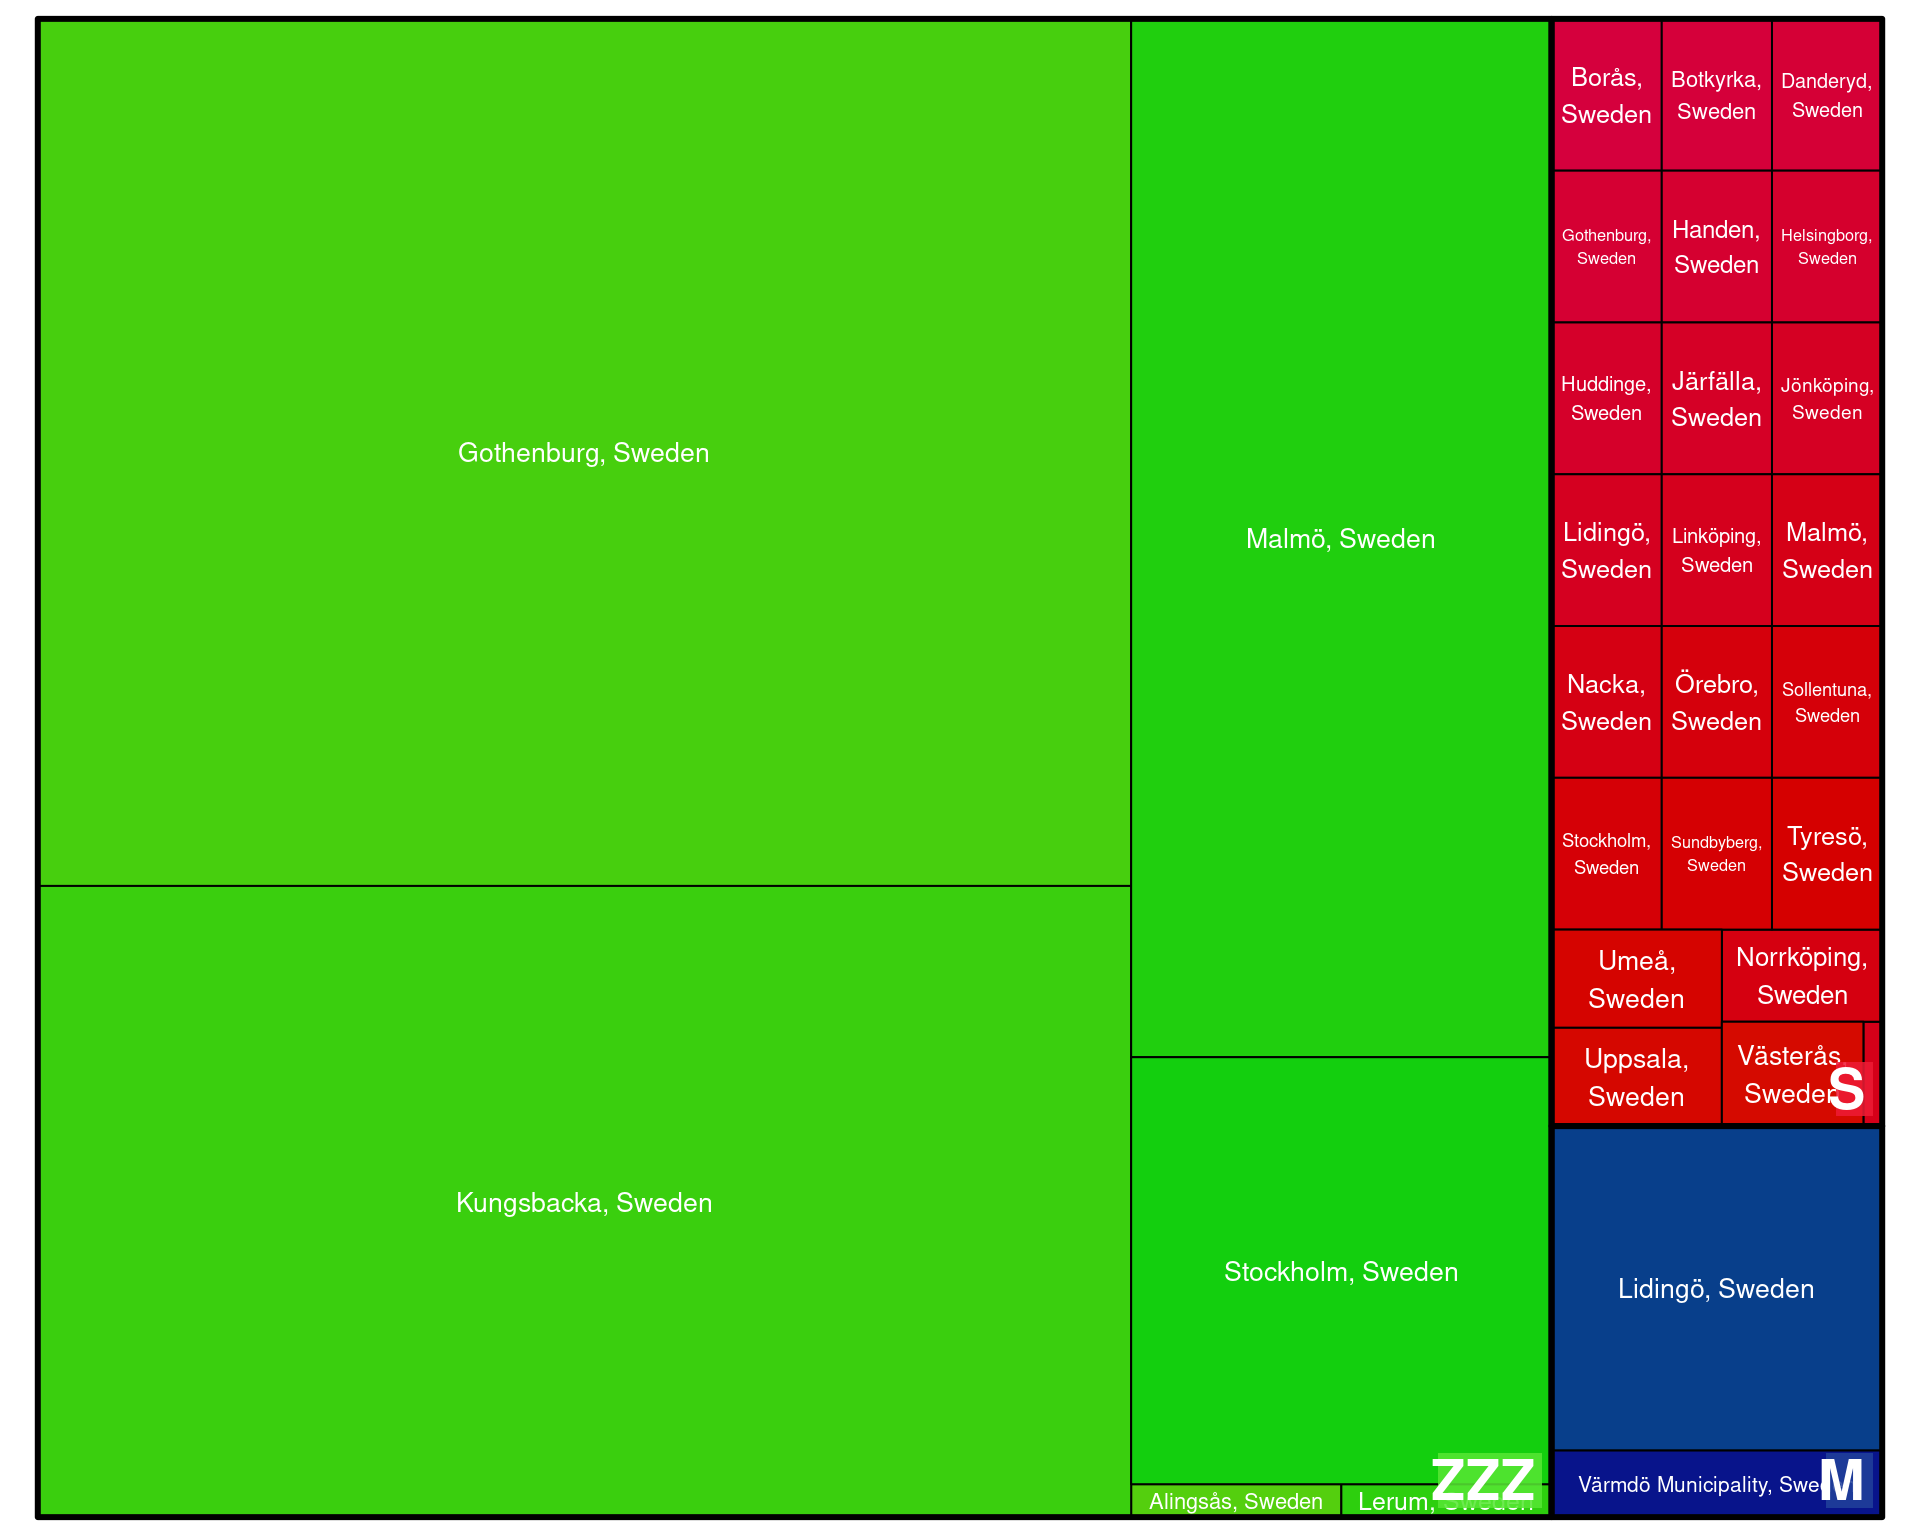 Gothenburg, Sweden
Kungsbacka, Sweden
Malmö, Sweden
Stockholm, Sweden
Alingsås, Sweden
Lerum, Sweden
ZZZ
Borås,
Sweden
Botkyrka,
Sweden
Danderyd,
Sweden
Gothenburg,
Sweden
Handen,
Sweden
Helsingborg,
Sweden
Huddinge,
Sweden
Järfälla,
Sweden
Jönköping,
Sweden
Lidingö,
Sweden
Linköping,
Sweden
Malmö,
Sweden
Nacka,
Sweden
Örebro,
Sweden
Sollentuna,
Sweden
Stockholm,
Sweden
Sundbyberg,
Sweden
Tyresö,
Sweden
Umeå,
Sweden
Norrköping,
Sweden
Uppsala,
Sweden
Västerås,
Sweden
S
Lidingö, Sweden
Värmdö Municipality, Sweden
M